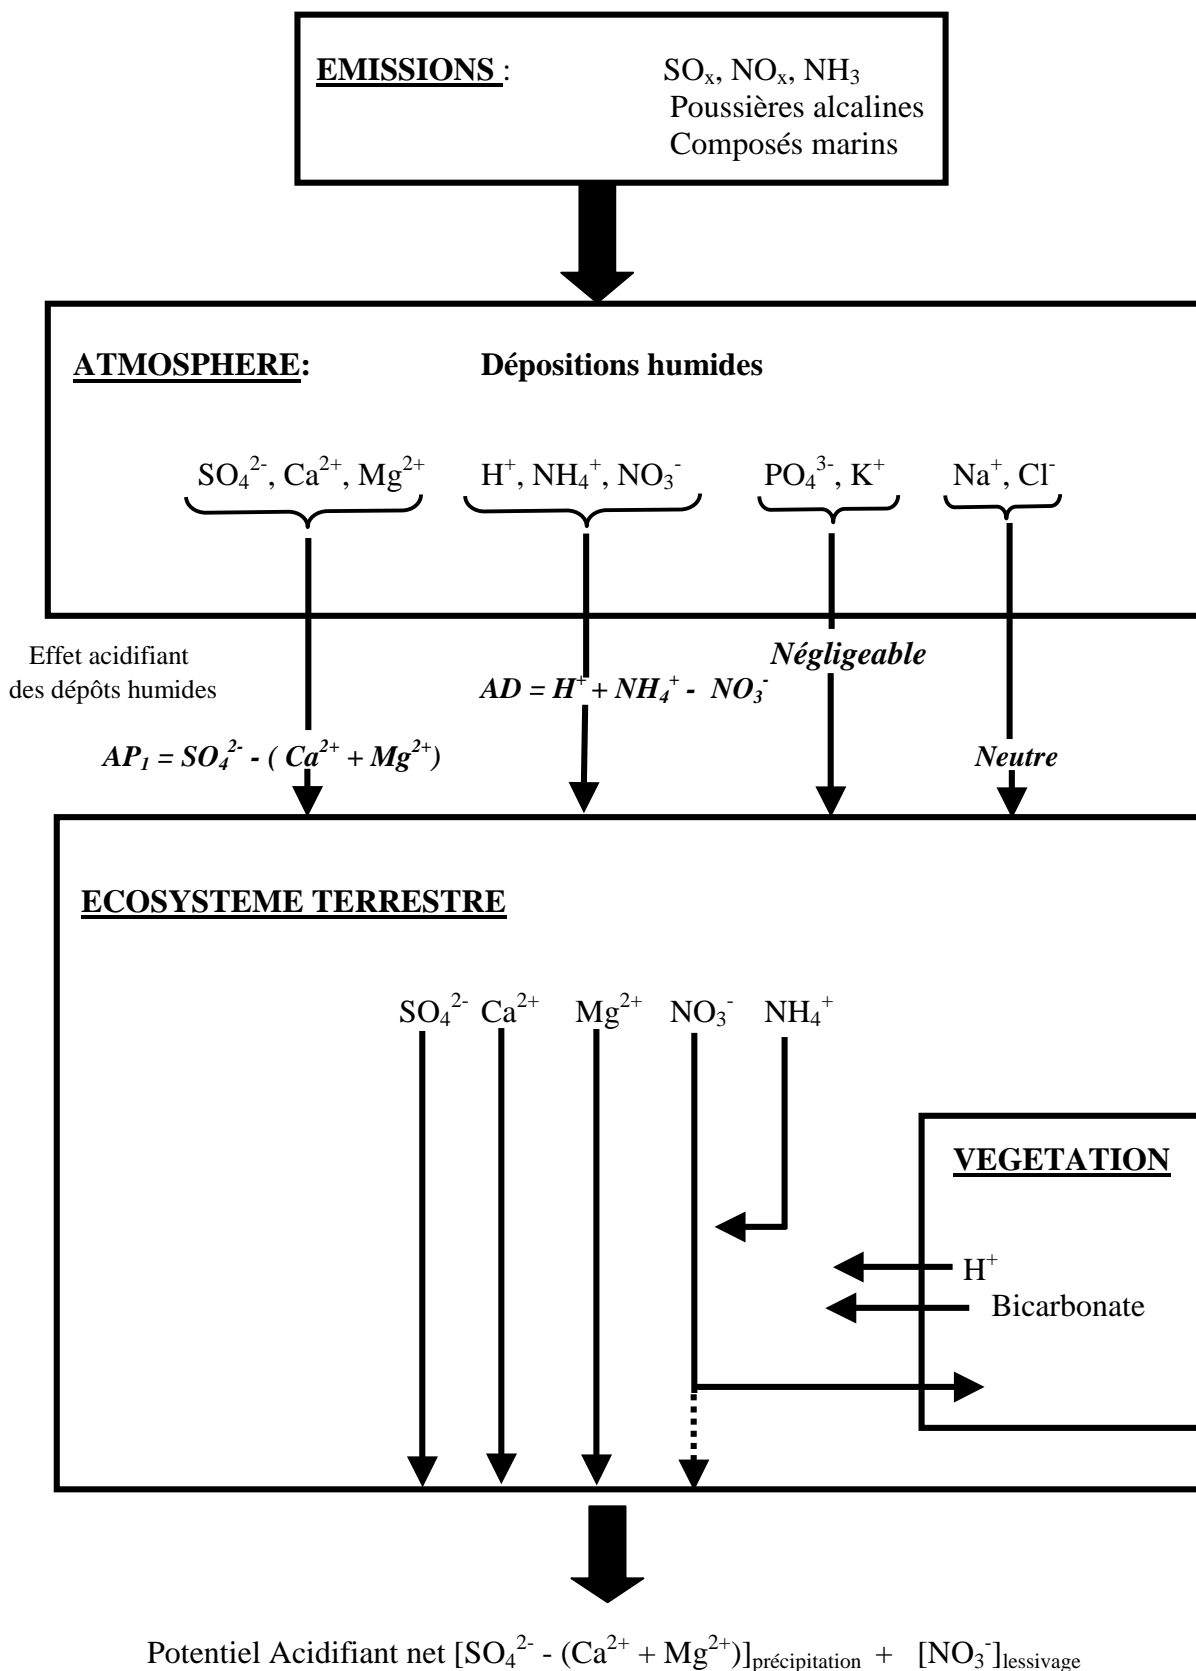 EMISSIONS : SOₓ, NOₓ, NH₃
Poussières alcalines
Composés marins
ATMOSPHERE: Dépositions humides
SO₄²⁻, Ca²⁺, Mg²⁺ H⁺, NH₄⁺, NO₃⁻ PO₄³⁻, K⁺ Na⁺, Cl⁻
Effet acidifiant
des dépôts humides
Négligeable
AD = H⁺ + NH₄⁺ - NO₃⁻
AP₁ = SO₄²⁻ - ( Ca²⁺ + Mg²⁺)
Neutre
ECOSYSTEME TERRESTRE
SO₄²⁻ Ca²⁺ Mg²⁺ NO₃⁻ NH₄⁺
VEGETATION
H⁺
Bicarbonate
Potentiel Acidifiant net [SO₄²⁻ - (Ca²⁺ + Mg²⁺)]précipitation + [NO₃⁻]lessivage